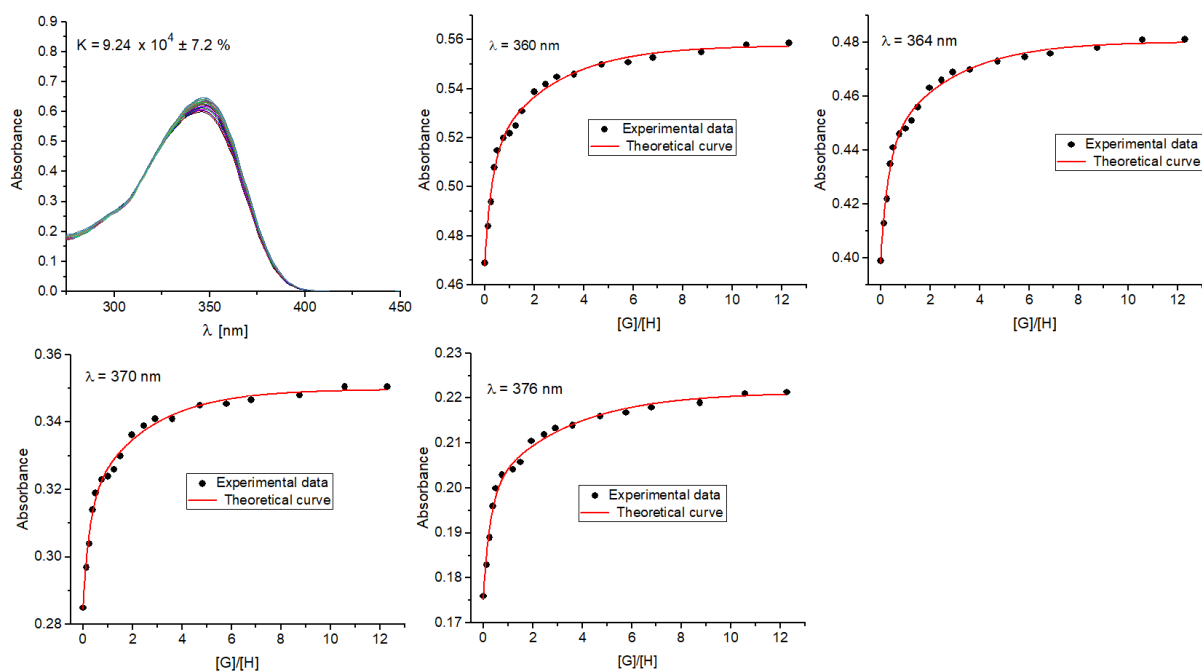 K = 9.24 x 10⁴ ± 7.2 %
Absorbance
0.9
0.8
0.7
0.6
0.5
0.4
0.3
0.2
0.1
0.0
300
350
400
450
λ [nm]
λ = 360 nm
Absorbance
0.56
0.54
0.52
0.50
0.48
0.46
Experimental data
Theoretical curve
0 2 4 6 8 10 12
[G]/[H]
λ = 364 nm
Absorbance
0.48
0.46
0.44
0.42
0.40
Experimental data
Theoretical curve
0 2 4 6 8 10 12
[G]/[H]
λ = 370 nm
Absorbance
0.36
0.34
0.32
0.30
0.28
Experimental data
Theoretical curve
0 2 4 6 8 10 12
[G]/[H]
λ = 376 nm
Absorbance
0.23
0.22
0.21
0.20
0.19
0.18
0.17
Experimental data
Theoretical curve
0 2 4 6 8 10 12
[G]/[H]